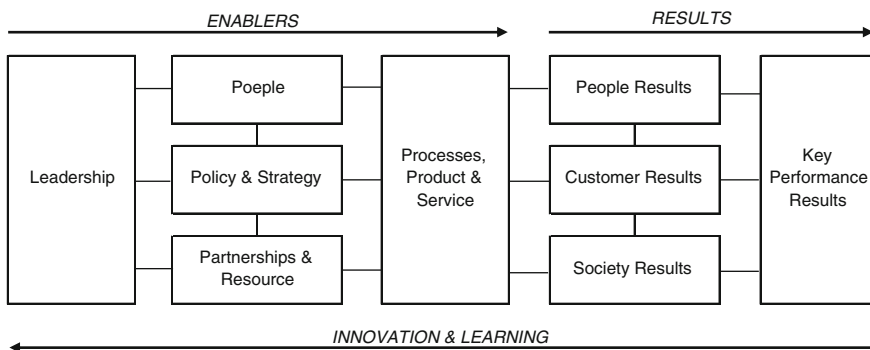 ENABLERS
RESULTS
Leadership
Poeple
Policy & Strategy
Partnerships &
Resource
Processes,
Product &
Service
People Results
Customer Results
Society Results
Key
Performance
Results
INNOVATION & LEARNING